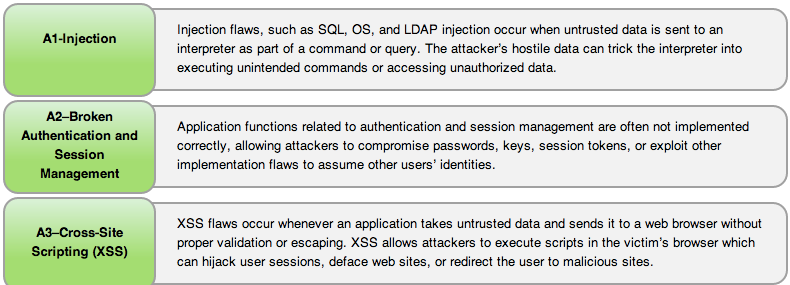 A1-Injection
Injection flaws, such as SQL, OS, and LDAP injection occur when untrusted data is sent to an
interpreter as part of a command or query. The attacker's hostile data can trick the interpreter into
executing unintended commands or accessing unauthorized data.
A2–Broken
Authentication and
Session
Management
Application functions related to authentication and session management are often not implemented
correctly, allowing attackers to compromise passwords, keys, session tokens, or exploit other
implementation flaws to assume other users' identities.
A3–Cross-Site
Scripting (XSS)
XSS flaws occur whenever an application takes untrusted data and sends it to a web browser without
proper validation or escaping. XSS allows attackers to execute scripts in the victim's browser which
can hijack user sessions, deface web sites, or redirect the user to malicious sites.